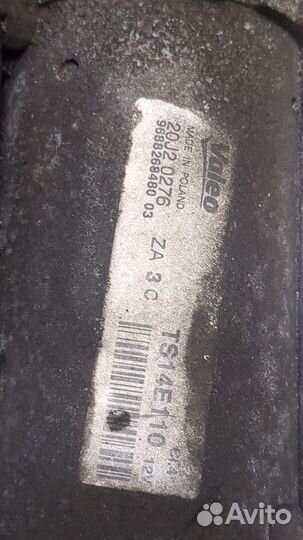 Valeo
MADE IN POLAND
20J2 0276
9688268480 03
ZA 3 C
TS14E110
12V
Avito